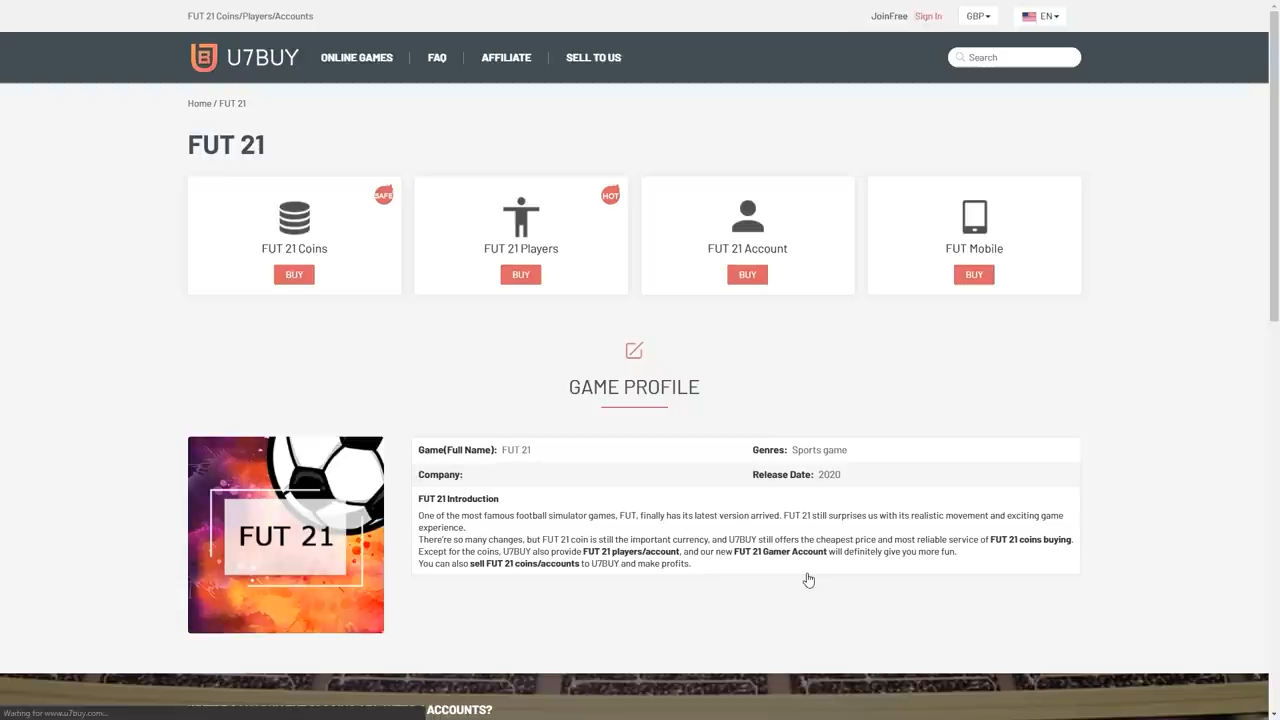 FUT 21 Coins/Players/Accounts
JoinFree Sign In GBP EN
U7BUY ONLINE GAMES FAQ AFFILIATE SELL TO US Search
Home / FUT 21
FUT 21
SAFE HOT
FUT 21 Coins FUT 21 Players FUT 21 Account FUT Mobile
BUY BUY BUY BUY
GAME PROFILE
Game(Full Name): FUT 21 Genres: Sports game
Company: Release Date: 2020
FUT 21 Introduction
One of the most famous football simulator games, FUT, finally has its latest version arrived. FUT 21 still surprises us with its realistic movement and exciting game
experience.
There're so many changes, but FUT 21 coin is still the important currency, and U7BUY still offers the cheapest price and most reliable service of FUT 21 coins buying.
Except for the coins, U7BUY also provide FUT 21 players/account, and our new FUT 21 Gamer Account will definitely give you more fun.
You can also sell FUT 21 coins/accounts to U7BUY and make profits.
FUT 21
ACCOUNTS?
Waiting for www.u7buy.com...